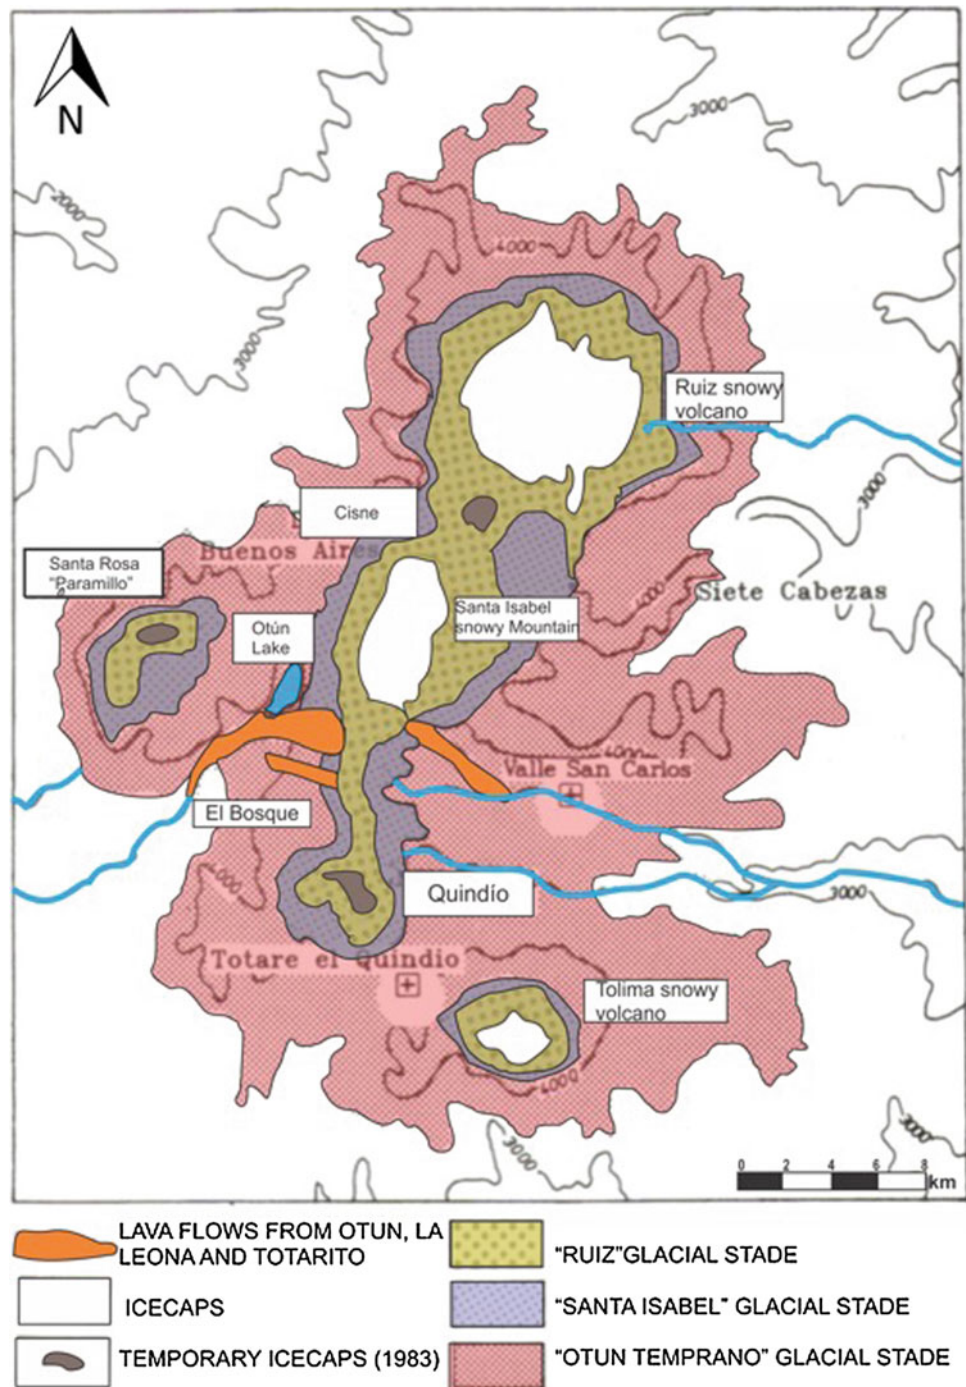 N
3000
2000
4000
3000
Ruiz snowy
volcano
3000
Cisne
Buenos Aires
Santa Rosa
"Paramillo"
Siete Cabezas
4000
Santa Isabel
snowy Mountain
Otún
Lake
4000
Valle San Carlos
El Bosque
4000
Quindío
3000
Totare el Quindio
Tolima snowy
volcano
4000
3000
3000
0 2 4 6 8
km
LAVA FLOWS FROM OTUN, LA
LEONA AND TOTARITO
"RUIZ"GLACIAL STADE
ICECAPS
"SANTA ISABEL" GLACIAL STADE
TEMPORARY ICECAPS (1983)
"OTUN TEMPRANO" GLACIAL STADE